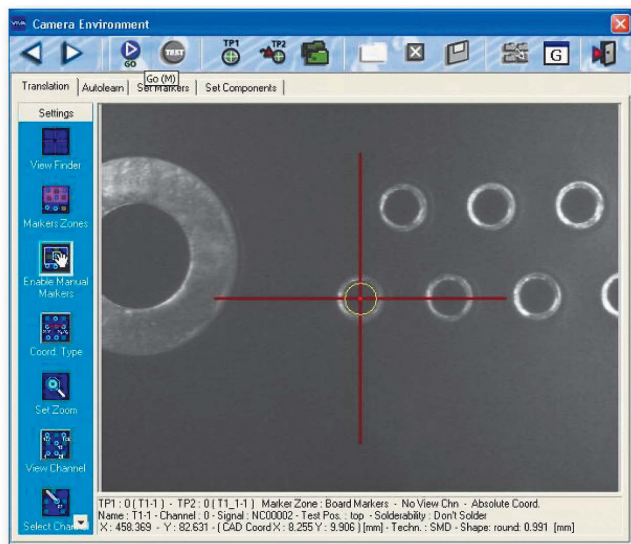 VIVA Camera Environment
GO TEST TP1 TP2 G
Go (M)
Translation Autolearn Set Markers Set Components
Settings
View Finder
Markers Zones
Enable Manual
Markers
Coord. Type
Set Zoom
View Channel
Select Channel
TP1 : 0 ( T1-1 ) - TP2 : 0 ( T1_1-1 ) Marker Zone : Board Markers - No View Chn - Absolute Coord.
Name : T1-1 - Channel : 0 - Signal : NC00002 - Test Pos. : top - Solderability : Don't Solder
X : 458.369 - Y : 82.631 - ( CAD Coord X : 8.255 Y : 9.906 ) [mm] - Techn. : SMD - Shape: round: 0.991 [mm]